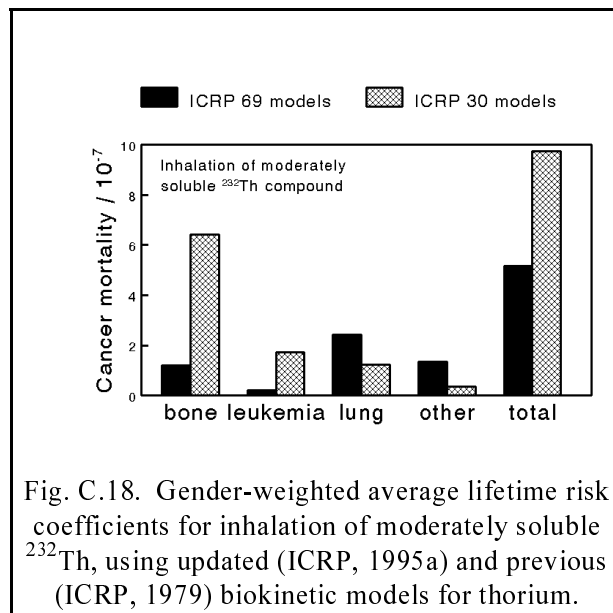 ICRP 69 models ICRP 30 models
Cancer mortality / 10⁻⁷
10
8
6
4
2
0
Inhalation of moderately
soluble ²³²Th compound
bone leukemia lung other total
Fig. C.18. Gender-weighted average lifetime risk
coefficients for inhalation of moderately soluble
²³²Th, using updated (ICRP, 1995a) and previous
(ICRP, 1979) biokinetic models for thorium.